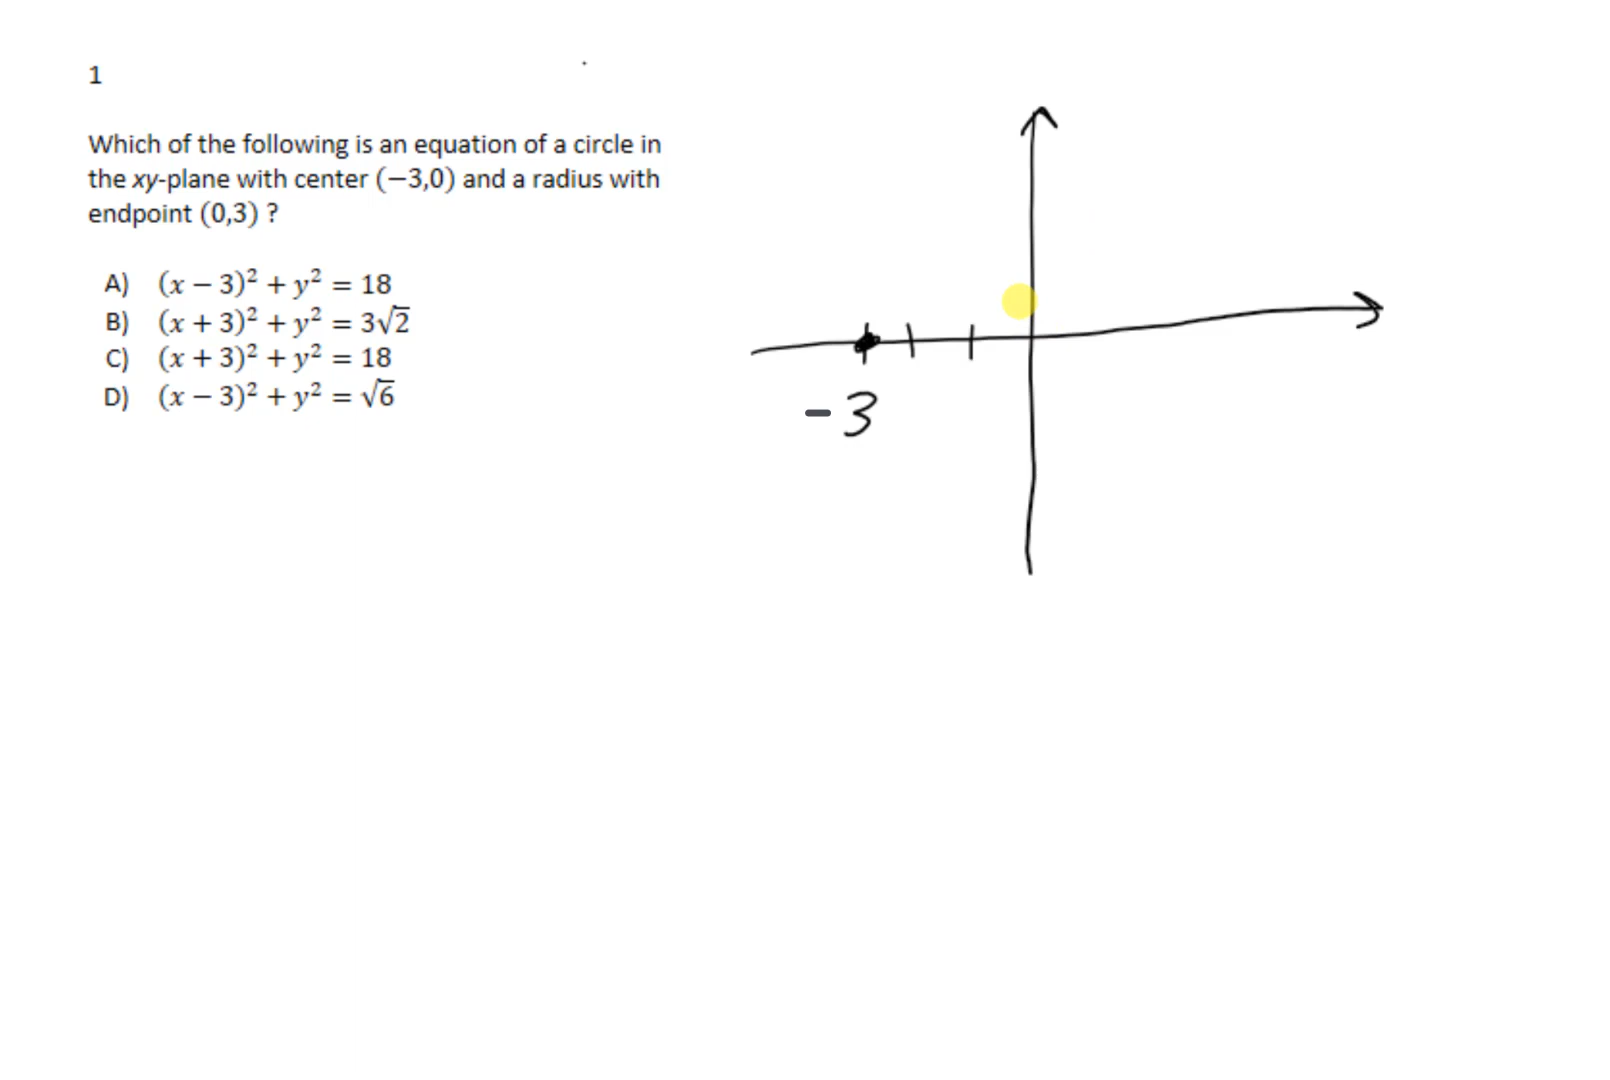 1
Which of the following is an equation of a circle in
the xy-plane with center (−3,0) and a radius with
endpoint (0,3) ?
A) (x − 3)² + y² = 18
B) (x + 3)² + y² = 3√2
C) (x + 3)² + y² = 18
D) (x − 3)² + y² = √6
−3